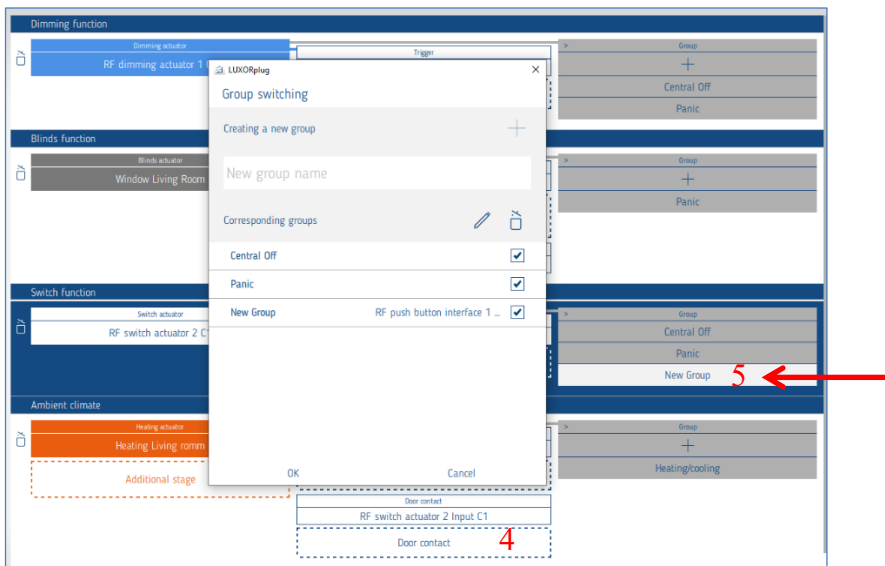 Dimming function
Dimming actuator
RF dimming actuator 1
Trigger
> Group
+
Central Off
Panic
LUXORplug
Group switching
Creating a new group
New group name
Corresponding groups
Central Off
Panic
New Group RF push button interface 1 ...
OK Cancel
Blinds function
Blinds actuator
Window Living Room
> Group
+
Panic
Switch function
Switch actuator
RF switch actuator 2 C
> Group
Central Off
Panic
New Group 5
Ambient climate
Heating actuator
Heating Living romm
Additional stage
> Group
+
Heating/cooling
Door contact
RF switch actuator 2 Input C1
Door contact 4